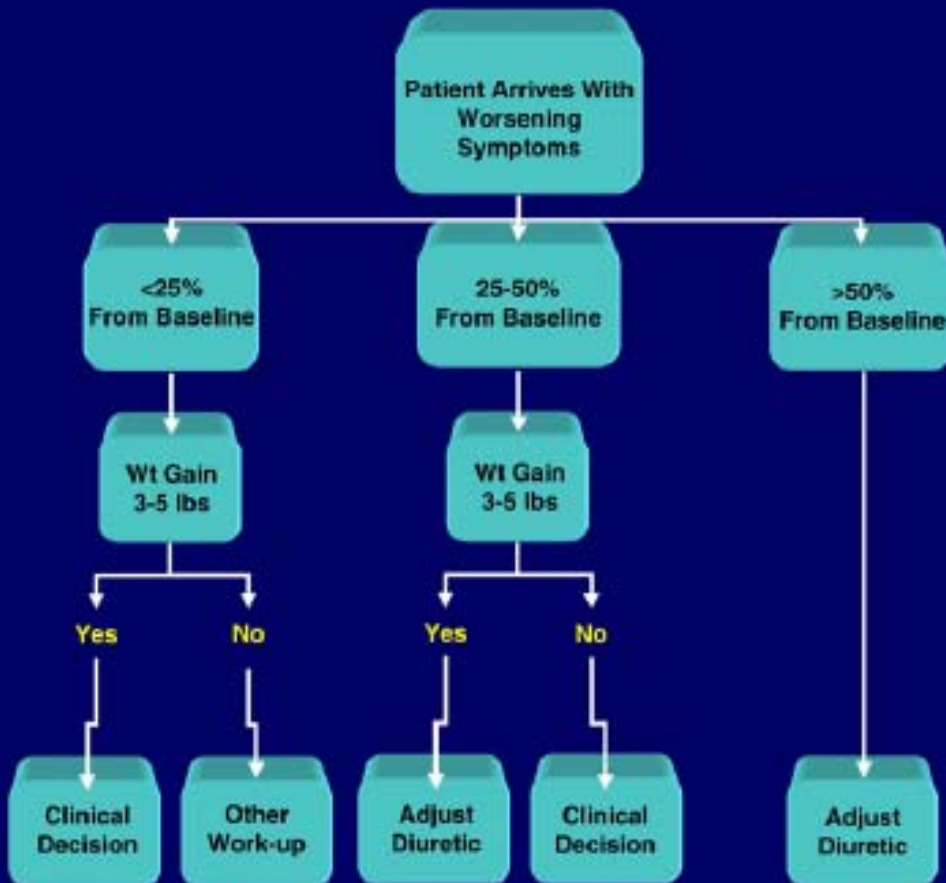 Patient Arrives With
Worsening
Symptoms
<25%
From Baseline
25-50%
From Baseline
>50%
From Baseline
Wt Gain
3-5 lbs
Wt Gain
3-5 lbs
Yes
No
Yes
No
Clinical
Decision
Other
Work-up
Adjust
Diuretic
Clinical
Decision
Adjust
Diuretic